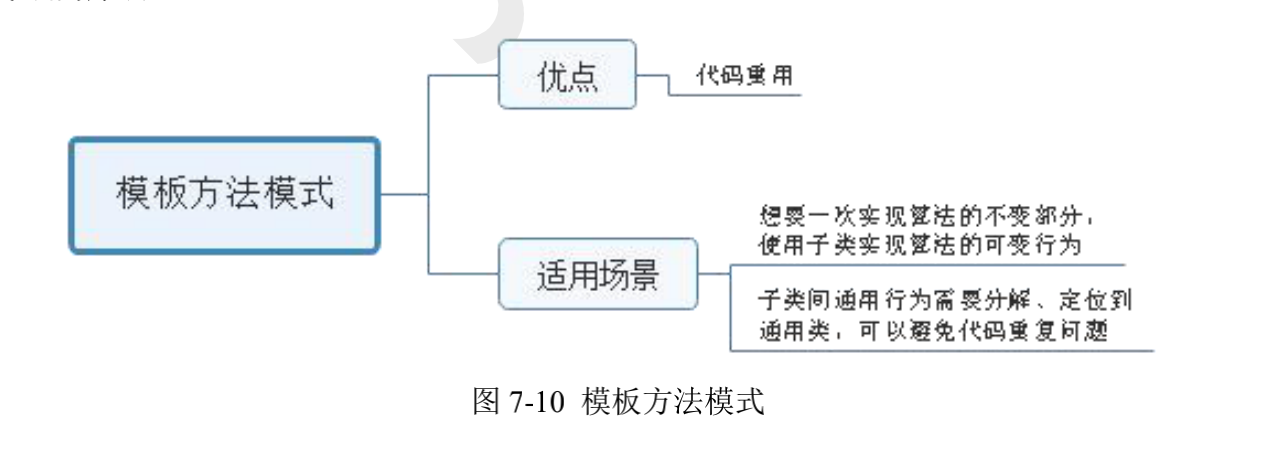 优点
代码重用
模板方法模式
想要一次实现算法的不变部分，
使用子类实现算法的可变行为
适用场景
子类间通用行为需要分解、定位到
通用类，可以避免代码重复问题
图 7-10 模板方法模式